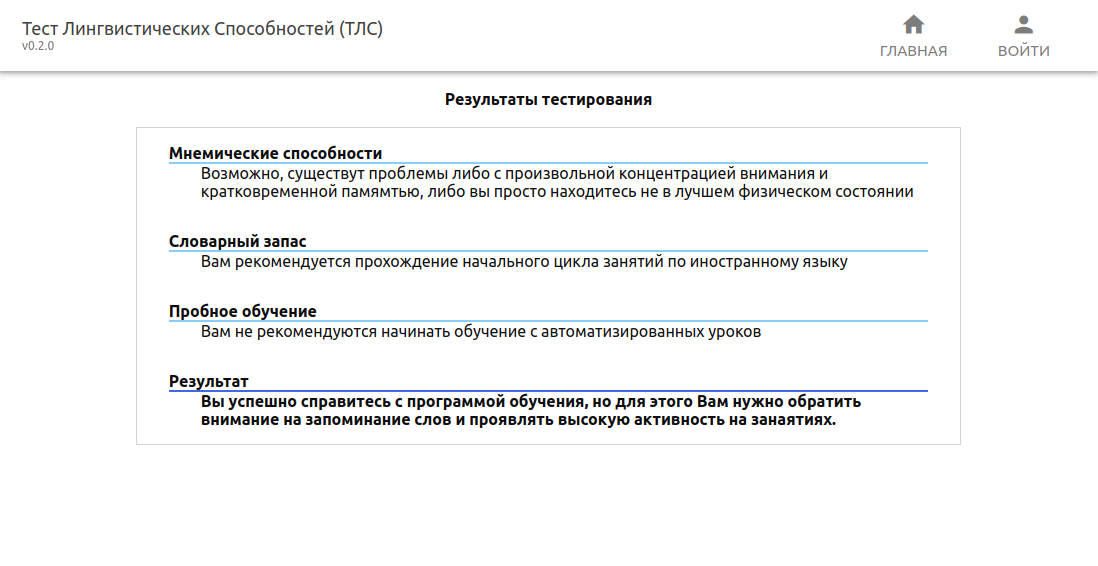 Тест Лингвистических Способностей (ТЛС)
v0.2.0
ГЛАВНАЯ
ВОЙТИ
Результаты тестирования
Мнемические способности
Возможно, существут проблемы либо с произвольной концентрацией внимания и
кратковременной памямтью, либо вы просто находитесь не в лучшем физическом состоянии
Словарный запас
Вам рекомендуется прохождение начального цикла занятий по иностранному языку
Пробное обучение
Вам не рекомендуются начинать обучение с автоматизированных уроков
Результат
Вы успешно справитесь с программой обучения, но для этого Вам нужно обратить
внимание на запоминание слов и проявлять высокую активность на занаятиях.